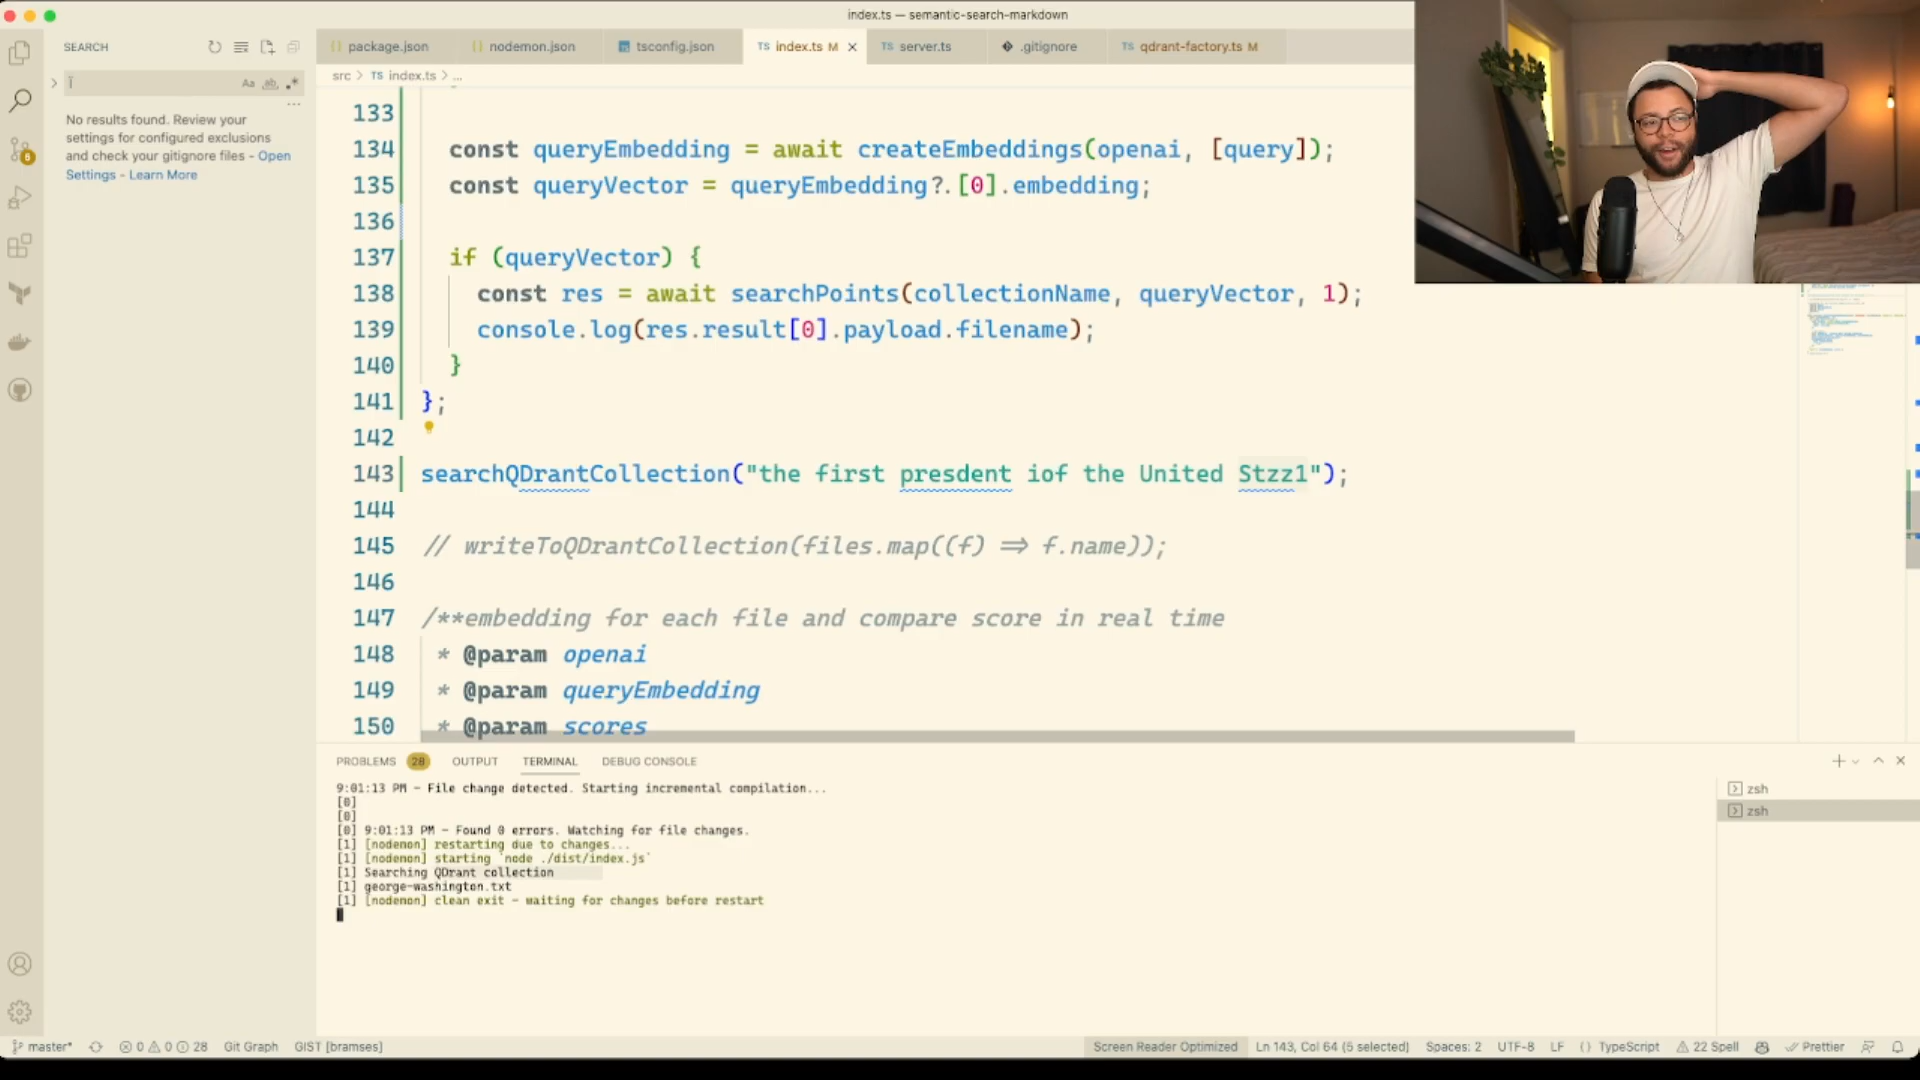 index.ts — semantic-search-markdown
SEARCH
package.json
nodemon.json
tsconfig.json
TS index.ts M
TS server.ts
.gitignore
TS qdrant-factory.ts M
src > TS index.ts > ...
Aa ab
No results found. Review your
settings for configured exclusions
and check your gitignore files - Open
Settings - Learn More
6
133
134 const queryEmbedding = await createEmbeddings(openai, [query]);
135 const queryVector = queryEmbedding?.[0].embedding;
136
137 if (queryVector) {
138 const res = await searchPoints(collectionName, queryVector, 1);
139 console.log(res.result[0].payload.filename);
140 }
141 };
142
143 searchQDrantCollection("the first presdent iof the United Stzz1");
144
145 // writeToQDrantCollection(files.map((f) => f.name));
146
147 /**embedding for each file and compare score in real time
148 * @param openai
149 * @param queryEmbedding
150 * @param scores
PROBLEMS 28 OUTPUT TERMINAL DEBUG CONSOLE
9:01:13 PM - File change detected. Starting incremental compilation...
[0]
[0]
[0] 9:01:13 PM - Found 0 errors. Watching for file changes.
[1] [nodemon] restarting due to changes...
[1] [nodemon] starting `node ./dist/index.js`
[1] Searching QDrant collection
[1] george-washington.txt
[1] [nodemon] clean exit - waiting for changes before restart
zsh
zsh
master* 0 0 28 Git Graph GIST [bramses] Screen Reader Optimized Ln 143, Col 64 (5 selected) Spaces: 2 UTF-8 LF {} TypeScript 22 Spell Prettier